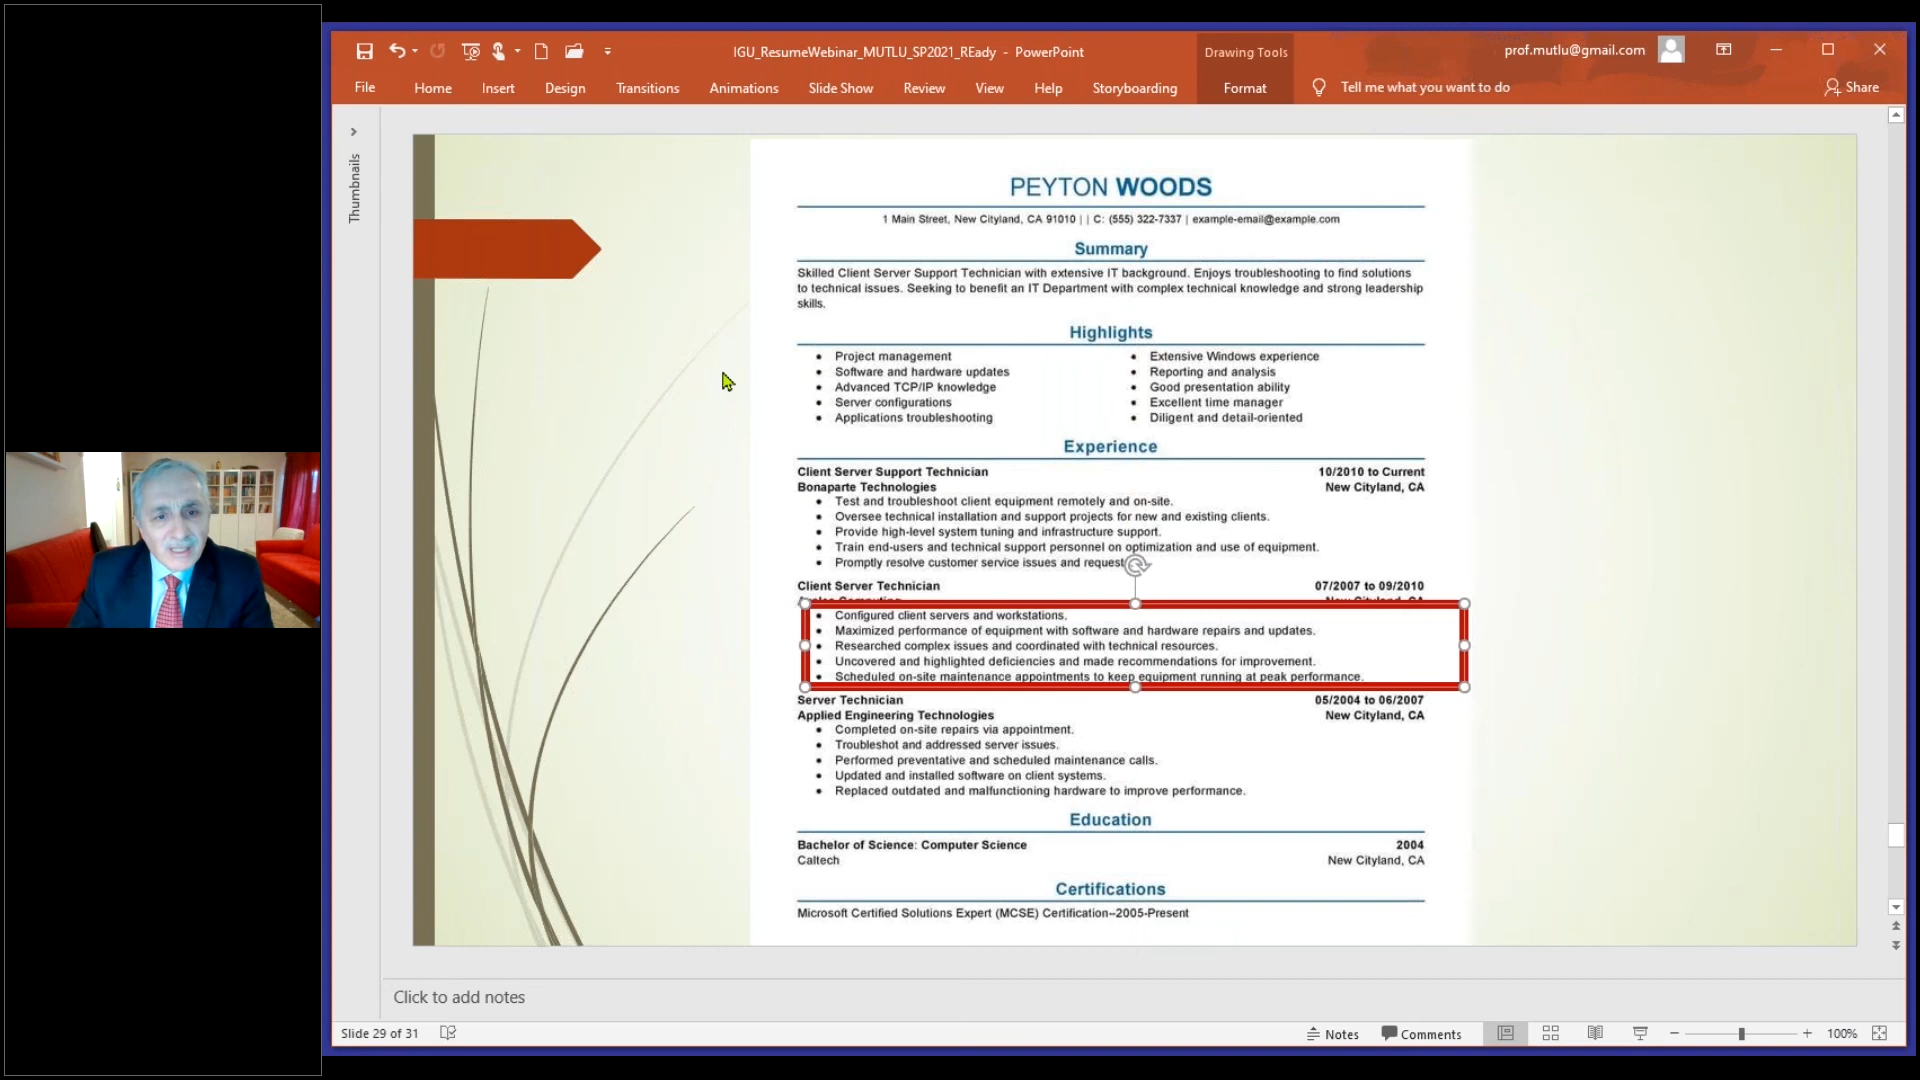 IGU_ResumeWebinar_MUTLU_SP2021_REady - PowerPoint
Drawing Tools
prof.mutlu@gmail.com
File Home Insert Design Transitions Animations Slide Show Review View Help Storyboarding Format Tell me what you want to do Share
Thumbnails
PEYTON WOODS
1 Main Street, New Cityland, CA 91010 | | C: (555) 322-7337 | example-email@example.com
Summary
Skilled Client Server Support Technician with extensive IT background. Enjoys troubleshooting to find solutions
to technical issues. Seeking to benefit an IT Department with complex technical knowledge and strong leadership
skills.
Highlights
• Project management
• Software and hardware updates
• Advanced TCP/IP knowledge
• Server configurations
• Applications troubleshooting
• Extensive Windows experience
• Reporting and analysis
• Good presentation ability
• Excellent time manager
• Diligent and detail-oriented
Experience
Client Server Support Technician 10/2010 to Current
Bonaparte Technologies New Cityland, CA
• Test and troubleshoot client equipment remotely and on-site.
• Oversee technical installation and support projects for new and existing clients.
• Provide high-level system tuning and infrastructure support.
• Train end-users and technical support personnel on optimization and use of equipment.
• Promptly resolve customer service issues and request
Client Server Technician 07/2007 to 09/2010
• Configured client servers and workstations.
• Maximized performance of equipment with software and hardware repairs and updates.
• Researched complex issues and coordinated with technical resources.
• Uncovered and highlighted deficiencies and made recommendations for improvement.
• Scheduled on-site maintenance appointments to keep equipment running at peak performance.
Server Technician 05/2004 to 06/2007
Applied Engineering Technologies New Cityland, CA
• Completed on-site repairs via appointment.
• Troubleshot and addressed server issues.
• Performed preventative and scheduled maintenance calls.
• Updated and installed software on client systems.
• Replaced outdated and malfunctioning hardware to improve performance.
Education
Bachelor of Science: Computer Science 2004
Caltech New Cityland, CA
Certifications
Microsoft Certified Solutions Expert (MCSE) Certification--2005-Present
Click to add notes
Slide 29 of 31 Notes Comments 100%